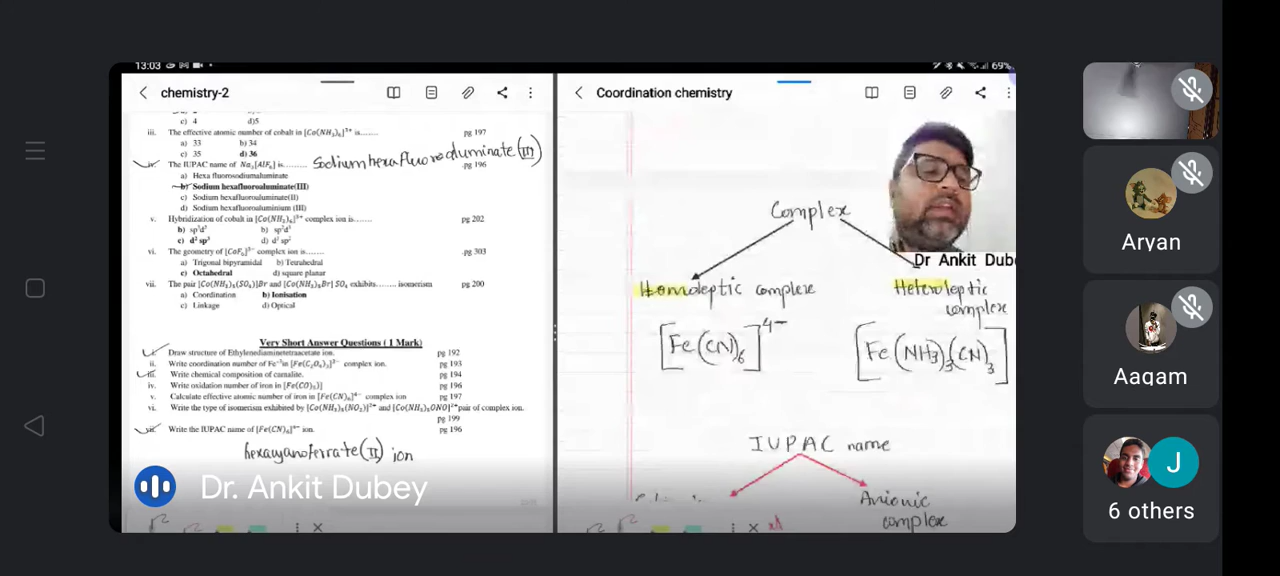 13:03
69%
chemistry-2
c) 4 d)5
iii. The effective atomic number of cobalt in [Co(NH₃)₆]³⁺ is....... pg 197
a) 33 b) 34
c) 35 d) 36
iv. The IUPAC name of Na₃[AlF₆] is......... Sodium hexafluoroaluminate (III) pg 196
a) Hexa fluorosodiumaluminate
b) Sodium hexafluoroaluminate(III)
c) Sodium hexafluoroaluminate(II)
d) Sodium hexafluoroaluminium (III)
v. Hybridization of cobalt in [Co(NH₃)₆]³⁺ complex ion is....... pg 202
b) sp³d² b) sp³d³
c) d² sp³ d) d² sp²
vi. The geometry of [CoF₆]³⁻ complex ion is....... pg 303
a) Trigonal bipyramidal b) Tetrahedral
c) Octahedral d) square planar
vii. The pair [Co(NH₃)₅(SO₄)]Br and [Co(NH₃)₅Br] SO₄ exhibits....... isomerism pg 200
a) Coordination b) Ionisation
c) Linkage d) Optical
Very Short Answer Questions ( 1 Mark)
i. Draw structure of Ethylenediaminetetraacetate ion. pg 192
ii. Write coordination number of in complex ion. pg 193
iii. Write chemical composition of carnalite. pg 194
iv. Write oxidation number of iron in [Fe(CO)₅] pg 196
v. Calculate effective atomic number of iron in [Fe(CN)₆]⁴⁻ complex ion pg 197
vi. Write the type of isomerism exhibited by [Co(NH₃)₅(NO₂)]²⁺ and [Co(NH₃)₅ONO]²⁺ pair of complex ion.
pg 199
vii. Write the IUPAC name of [Fe(CN)₆]⁴⁻ ion. pg 196
hexacyanoferrate(II) ion
Dr. Ankit Dubey
Coordination chemistry
Complex
Dr Ankit Dube
Homoleptic complexe
Heteroleptic
complexe
[Fe(CN)₆]⁴⁻
[Fe(NH₃)₃(CN)₃]
IUPAC name
Anionic
complex
Aryan
Aagam
J
6 others